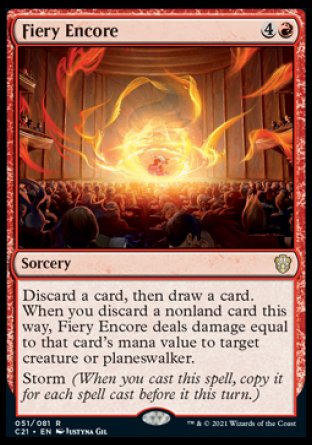 Fiery Encore 4
Sorcery
Discard a card, then draw a card.
When you discard a nonland card this
way, Fiery Encore deals damage equal
to that card's mana value to target
creature or planeswalker.
Storm (When you cast this spell, copy it
for each spell cast before it this turn.)
051/081 R
C21 • EN JUSTYNA GIL
™ & © 2021 Wizards of the Coast